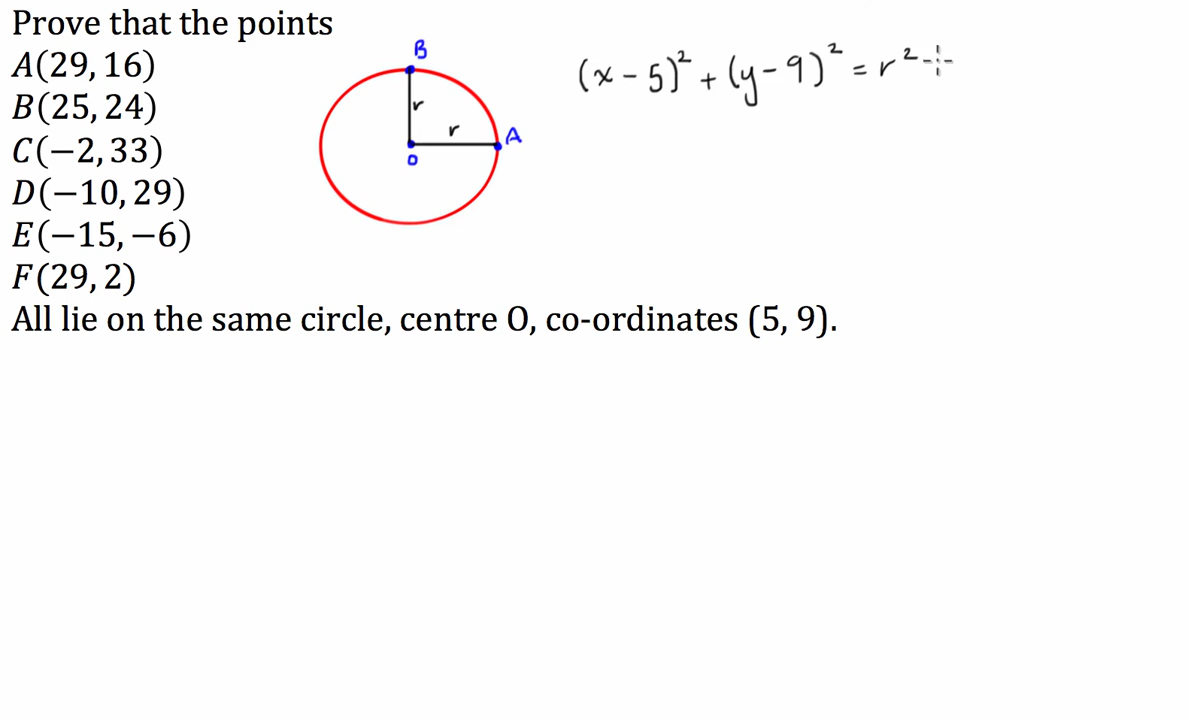 Prove that the points
A(29, 16)
B(25, 24)
C(−2, 33)
D(−10, 29)
E(−15, −6)
F(29, 2)
All lie on the same circle, centre O, co-ordinates (5, 9).
B
r
r
A
O
(x - 5)² + (y - 9)² = r²